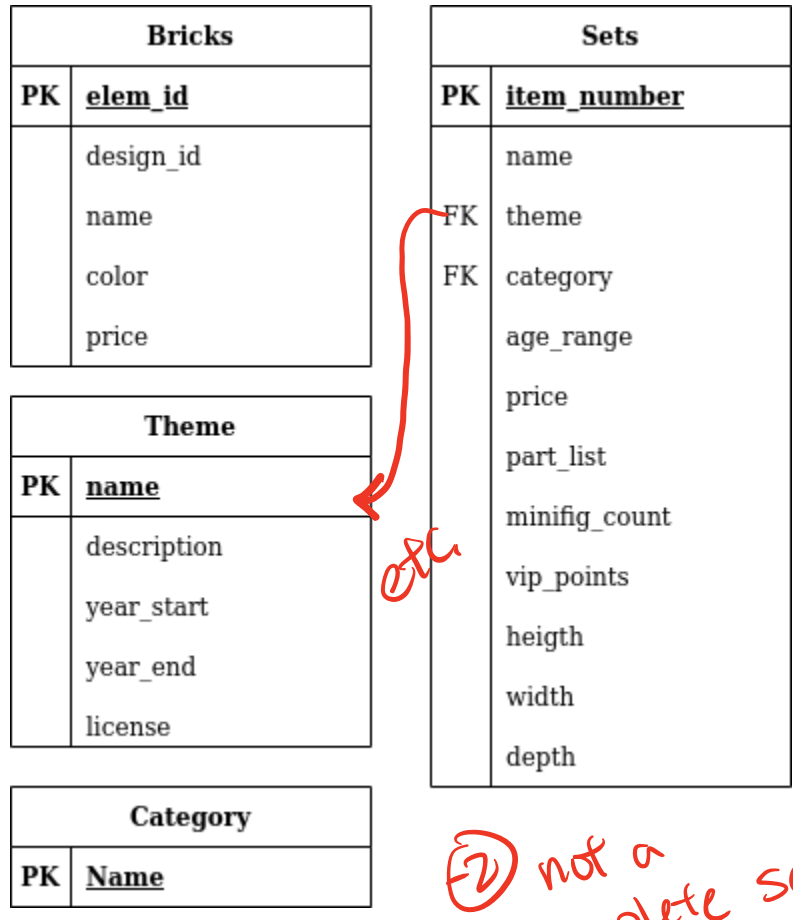 Bricks
PK elem_id
design_id
name
color
price
Theme
PK name
description
year_start
year_end
license
Category
PK Name
Sets
PK item_number
name
FK theme
FK category
age_range
price
part_list
minifig_count
vip_points
heigth
width
depth
etc.
-2 not a